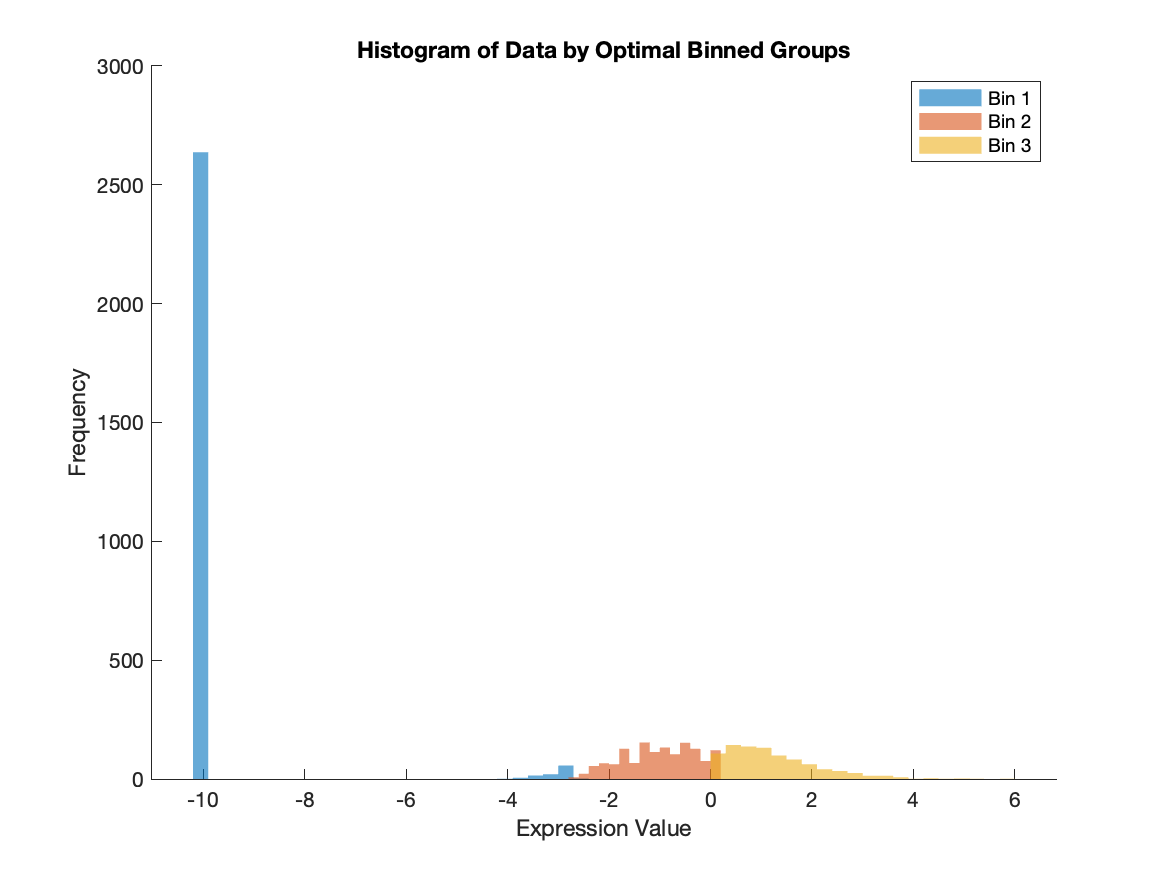 Histogram of Data by Optimal Binned Groups
3000
2500
2000
1500
1000
500
0
Frequency
Bin 1
Bin 2
Bin 3
-10
-8
-6
-4
-2
0
2
4
6
Expression Value